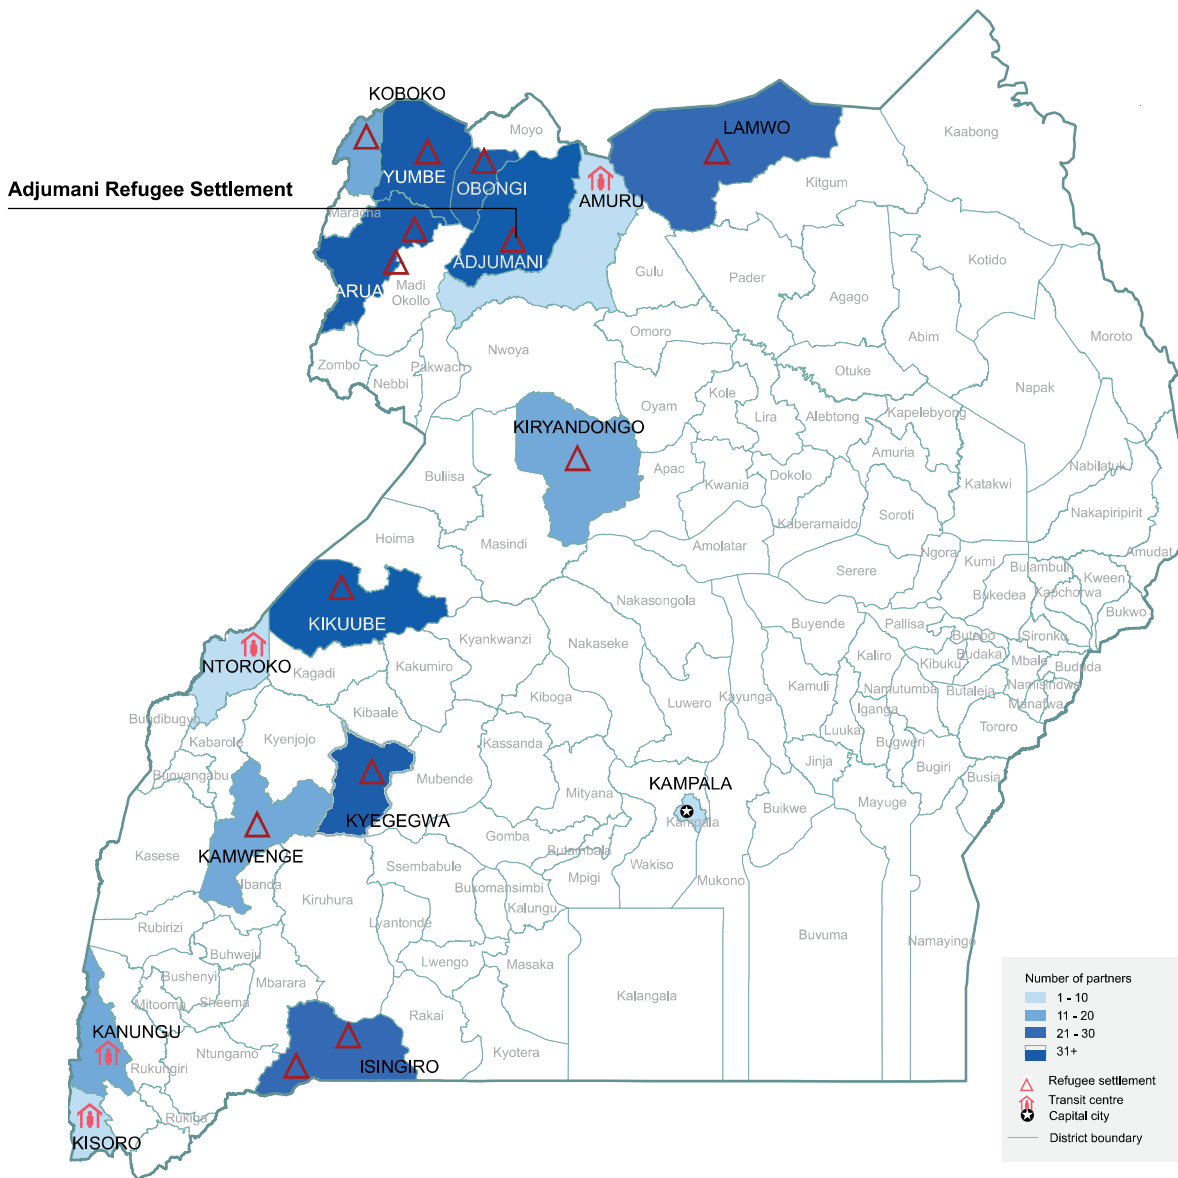 KOBOKO
Moyo
LAMWO
Kaabong
YUMBE
OBONGI
Kitgum
Adjumani Refugee Settlement
AMURU
Maracha
Kotido
ADJUMANI
Gulu
Pader
ARUA
Madi
Okollo
Agago
Omoro
Abim
Moroto
Nwoya
Zombo
Pakwach
Nebbi
Otuke
Napak
Kole
Oyam
Lira
Alebtong
Kapelebyong
KIRYANDONGO
Amuria
Apac
Buliisa
Kwania
Dokolo
Nabilatuk
Katakwi
Soroti
Nakapiripirit
Kaberamaido
Hoima
Masindi
Amolatar
Ngora
Kumi
Amudat
Serere
Bulambuli
Kween
Kapchorwa
Bukedea
Nakasongola
Bukwo
KIKUUBE
Buyende
Pallisa
Kyankwanzi
Nakaseke
Butebo
Sironko
Budaka
NTOROKO
Kagadi
Kakumiro
Kaliro
Kibuku
Mbale
Bududa
Kiboga
Luwero
Kayunga
Kamuli
Namutumba
Butaleja
Namisindwa
Manafwa
Iganga
Bundibugyo
Kibaale
Luuka
Tororo
Kabarole
Kyenjojo
Kassanda
Bugweri
Bunyangabu
Mubende
Jinja
Bugiri
Busia
KAMPALA
Mityana
Buikwe
Mayuge
KYEGEGWA
Kampala
Gomba
Butambala
Kasese
KAMWENGE
Ssembabule
Mpigi
Wakiso
Mukono
Ibanda
Kiruhura
Bukomansimbi
Kalungu
Lyantonde
Rubirizi
Buvuma
Namayingo
Buhweju
Lwengo
Masaka
Bushenyi
Mbarara
Mitooma
Sheema
Kalangala
Rakai
KANUNGU
Ntungamo
Kyotera
Rukungiri
ISINGIRO
Rukiga
KISORO
Number of partners
1 - 10
11 - 20
21 - 30
31+
Refugee settlement
Transit centre
Capital city
District boundary